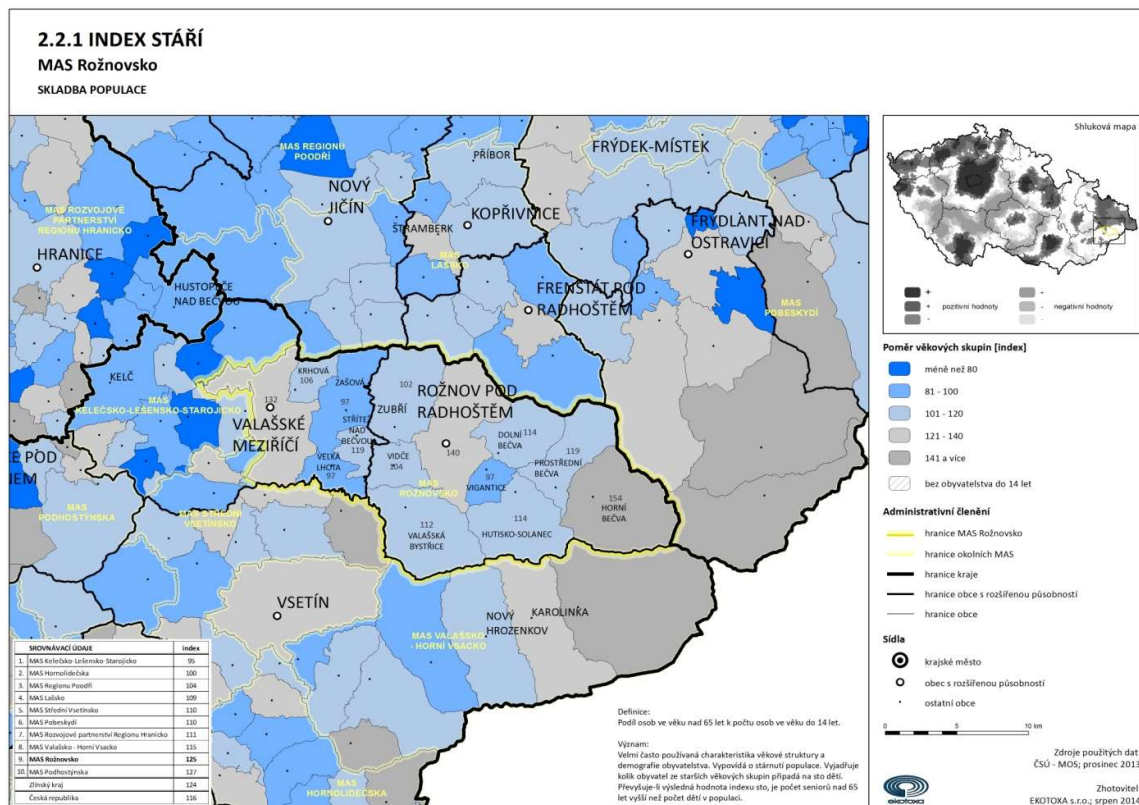 2.2.1 INDEX STÁŘÍ
MAS Rožnovsko
SKLADBA POPULACE
MAS REGIONU
POODŘÍ
PŘÍBOR
FRÝDEK-MÍSTEK
NOVÝ
JIČÍN
KOPŘIVNICE
ŠTRAMBERK
MAS
LAŠSKO
FRÝDLANT NAD
OSTRAVICÍ
MAS ROZVOJOVÉ
PARTNERSTVÍ
REGIONU HRANICKO
HRANICE
HUSTOPEČE
NAD BEČVOU
FRENŠTÁT POD
RADHOŠTĚM
MAS
POBESKYDÍ
KELČ
MAS
KELEČSKO-LEŠENSKO-STAROJICKO
KRHOVÁ
106
ZAŠOVÁ
97
102
ZUBŘÍ
ROŽNOV POD
RADHOŠTĚM
140
132
VALAŠSKÉ
MEZIŘÍČÍ
STŘÍTEŽ
NAD
BEČVOU
119
VELKÁ
LHOTA
97
VIDČE
104
DOLNÍ
BEČVA
114
119
PROSTŘEDNÍ
BEČVA
97
VIGANTICE
MAS
ROŽNOVSKO
154
HORNÍ
BEČVA
112
VALAŠSKÁ
BYSTŘICE
114
HUTISKO-SOLANEC
CE POD
NEM
MAS
PODHOSTÝNSKA
MAS STŘEDNÍ
VSETÍNSKO
VSETÍN
MAS VALAŠSKO
- HORNÍ VSACKO
NOVÝ
HROZENKOV
KAROLINKA
MAS
HORNOLIDEČSKA
SROVNÁVACÍ ÚDAJE index
1. MAS Kelečsko-Lešensko-Starojicko 95
2. MAS Hornolidečska 100
3. MAS Regionu Poodří 104
4. MAS Lašsko 109
5. MAS Střední Vsetínsko 110
6. MAS Pobeskydí 110
7. MAS Rozvojové partnerství Regionu Hranicko 111
8. MAS Valašsko - Horní Vsacko 115
9. MAS Rožnovsko 125
10. MAS Podhostýnska 127
Zlínský kraj 124
Česká republika 116
Definice:
Podíl osob ve věku nad 65 let k počtu osob ve věku do 14 let.
Význam:
Velmi často používaná charakteristika věkové struktury a
demografie obyvatelstva. Vypovídá o stárnutí populace. Vyjadřuje
kolik obyvatel ze starších věkových skupin připadá na sto dětí.
Převyšuje-li výsledná hodnota indexu sto, je počet seniorů nad 65
let vyšší než počet dětí v populaci.
Shluková mapa
+ -
+ pozitivní hodnoty - negativní hodnoty
Poměr věkových skupin [index]
méně než 80
81 - 100
101 - 120
121 - 140
141 a více
bez obyvatelstva do 14 let
Administrativní členění
hranice MAS Rožnovsko
hranice okolních MAS
hranice kraje
hranice obce s rozšířenou působností
hranice obce
Sídla
krajské město
obec s rozšířenou působností
ostatní obce
0 5 10 km
Zdroje použitých dat:
ČSÚ - MOS; prosinec 2013
ekotoxa
Zhotovitel:
EKOTOXA s.r.o.; srpen 2014